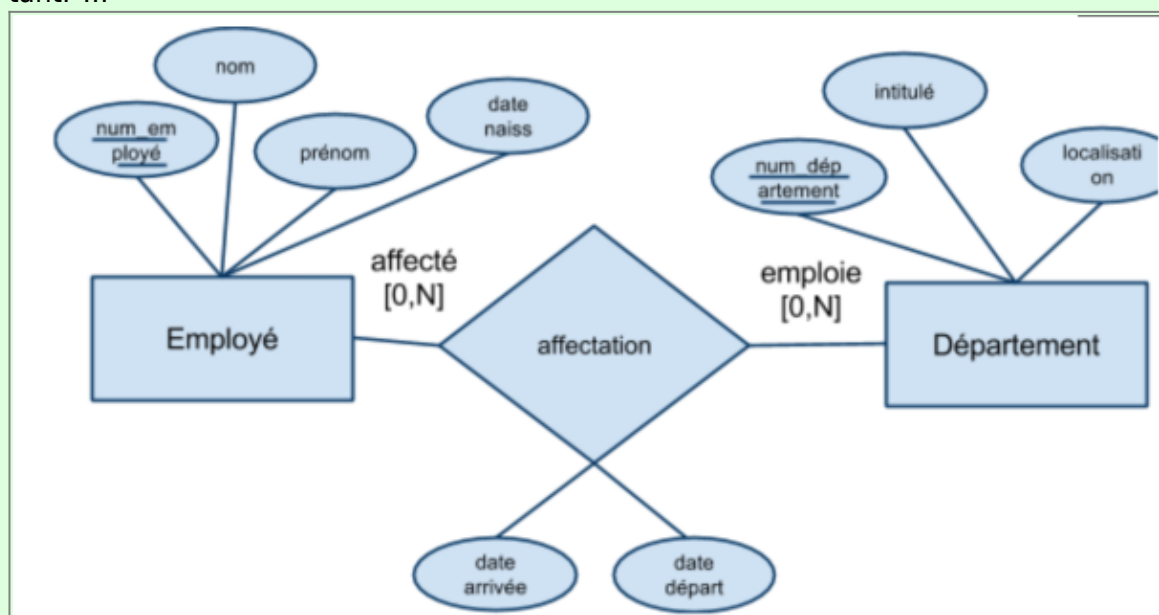 nom
date
naiss
intitulé
num_em
ployé
prénom
num_dép
artement
localisati
on
affecté
[0,N]
emploie
[0,N]
Employé
affectation
Département
date
arrivée
date
départ